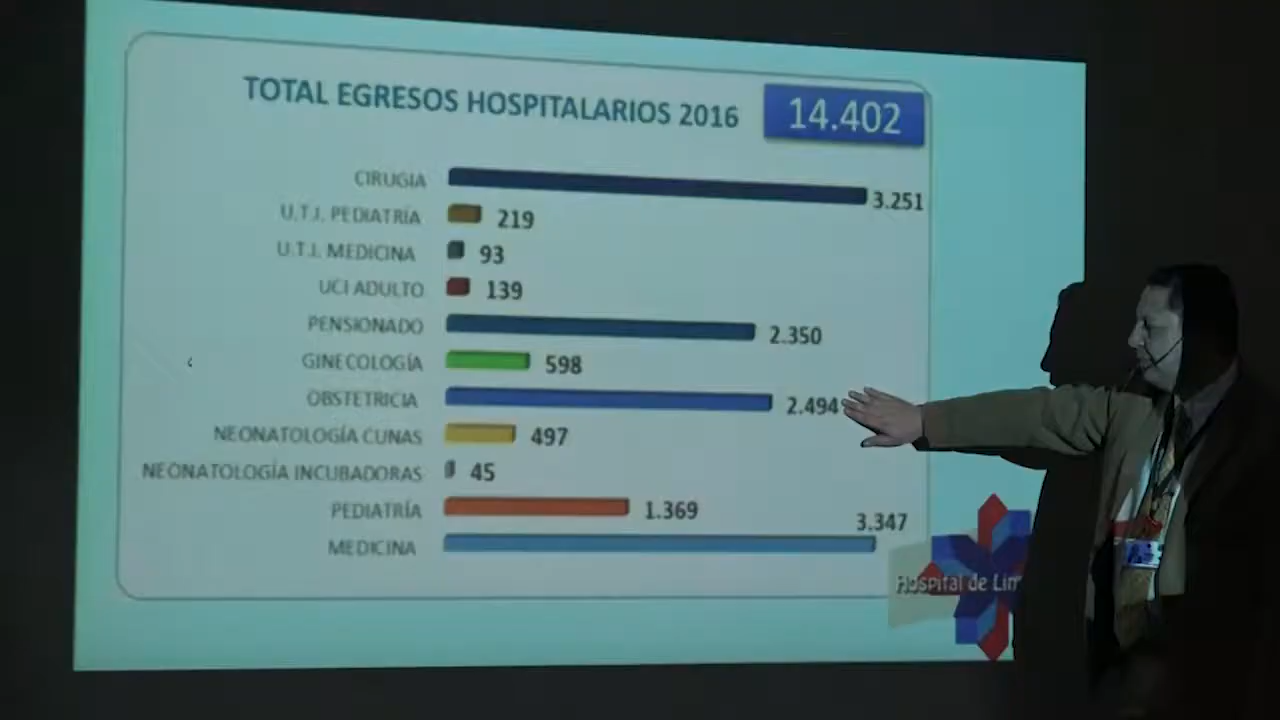 TOTAL EGRESOS HOSPITALARIOS 2016 14.402
CIRUGIA 3.251
U.T.I. PEDIATRÍA 219
U.T.I. MEDICINA 93
UCI ADULTO 139
PENSIONADO 2.350
GINECOLOGÍA 598
OBSTETRICIA 2.494
NEONATOLOGÍA CUNAS 497
NEONATOLOGÍA INCUBADORAS 45
PEDIATRÍA 1.369
MEDICINA 3.347
Hospital de